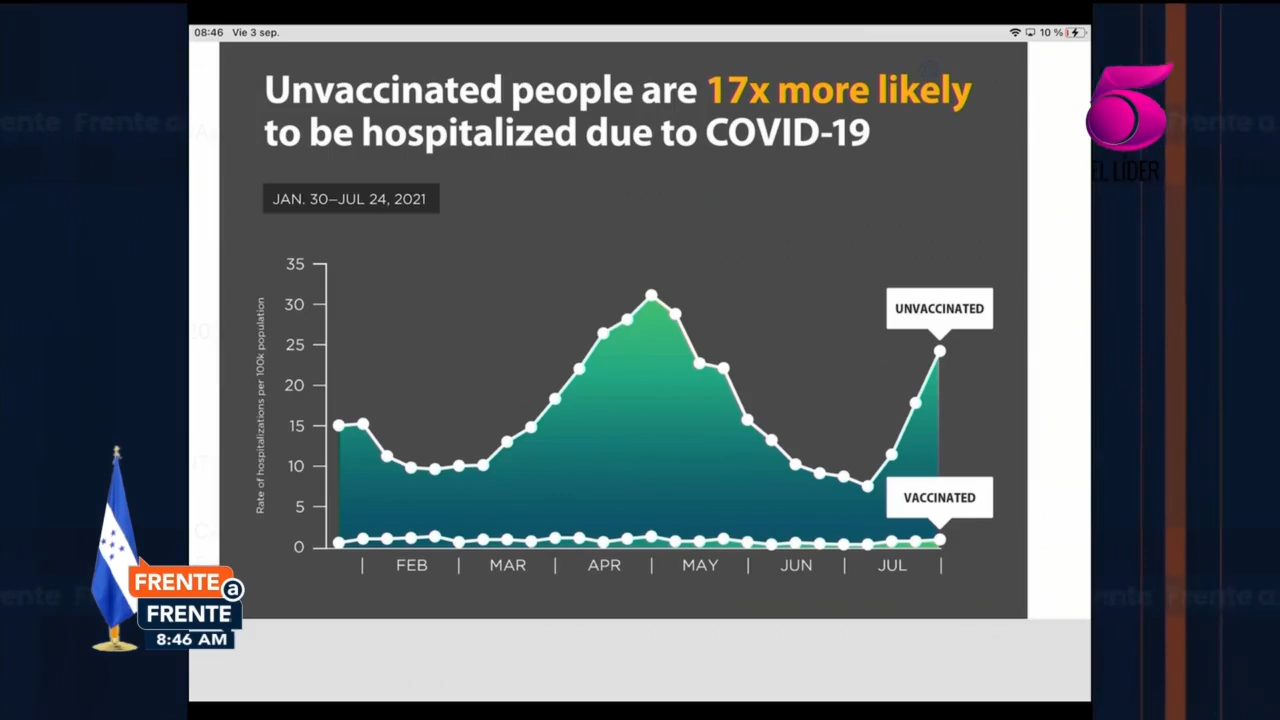 08:46 Vie 3 sep.
10 %
Unvaccinated people are 17x more likely
to be hospitalized due to COVID-19
JAN. 30–JUL 24, 2021
Rate of hospitalizations per 100k population
35
30
25
20
15
10
5
0
UNVACCINATED
VACCINATED
FEB
MAR
APR
MAY
JUN
JUL
5
EL LÍDER
FRENTE a
FRENTE
8:46 AM
Frente a